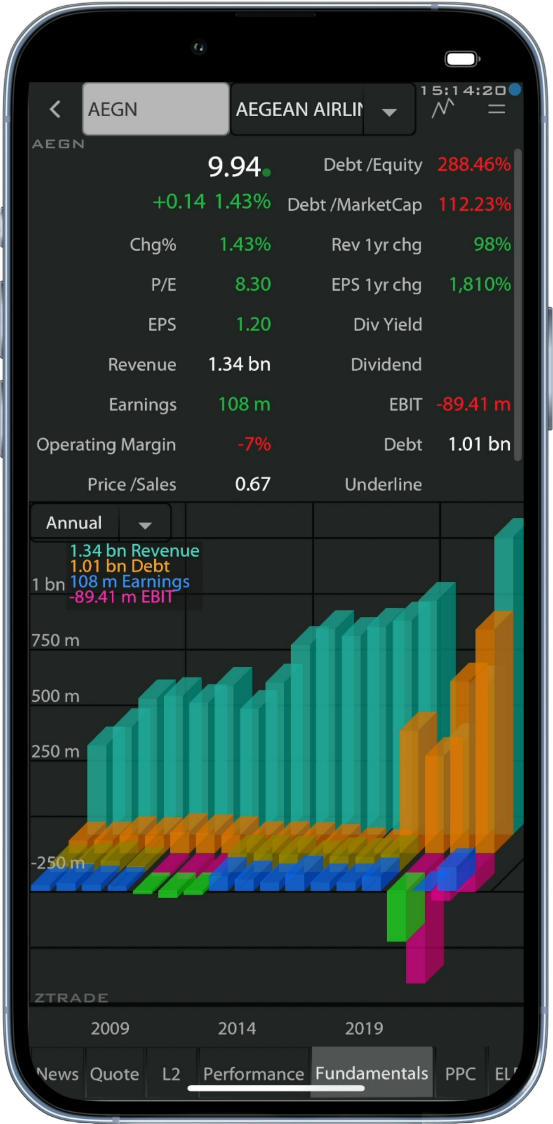 15:14:20
AEGN AEGEAN AIRLIN
AEGN
9.94
+0.14 1.43%
Debt /Equity 288.46%
Debt /MarketCap 112.23%
Chg% 1.43% Rev 1yr chg 98%
P/E 8.30 EPS 1yr chg 1,810%
EPS 1.20 Div Yield
Revenue 1.34 bn Dividend
Earnings 108 m EBIT -89.41 m
Operating Margin -7% Debt 1.01 bn
Price /Sales 0.67 Underline
Annual
1.34 bn Revenue
1.01 bn Debt
108 m Earnings
-89.41 m EBIT
1 bn
750 m
500 m
250 m
-250 m
ZTRADE
2009 2014 2019
News Quote L2 Performance Fundamentals PPC